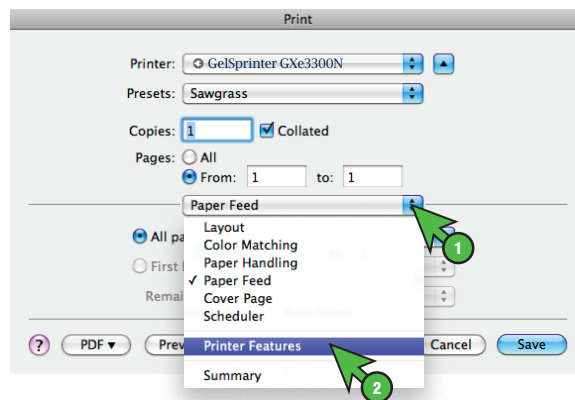 Print
Printer: GelSprinter GXe3300N
Presets: Sawgrass
Copies: 1 Collated
Pages: All
From: 1 to: 1
Paper Feed
1
Layout
Color Matching
Paper Handling
✓ Paper Feed
Cover Page
Scheduler
Printer Features
Summary
2
All pa
First
Remai
? PDF▼ Prev Cancel Save